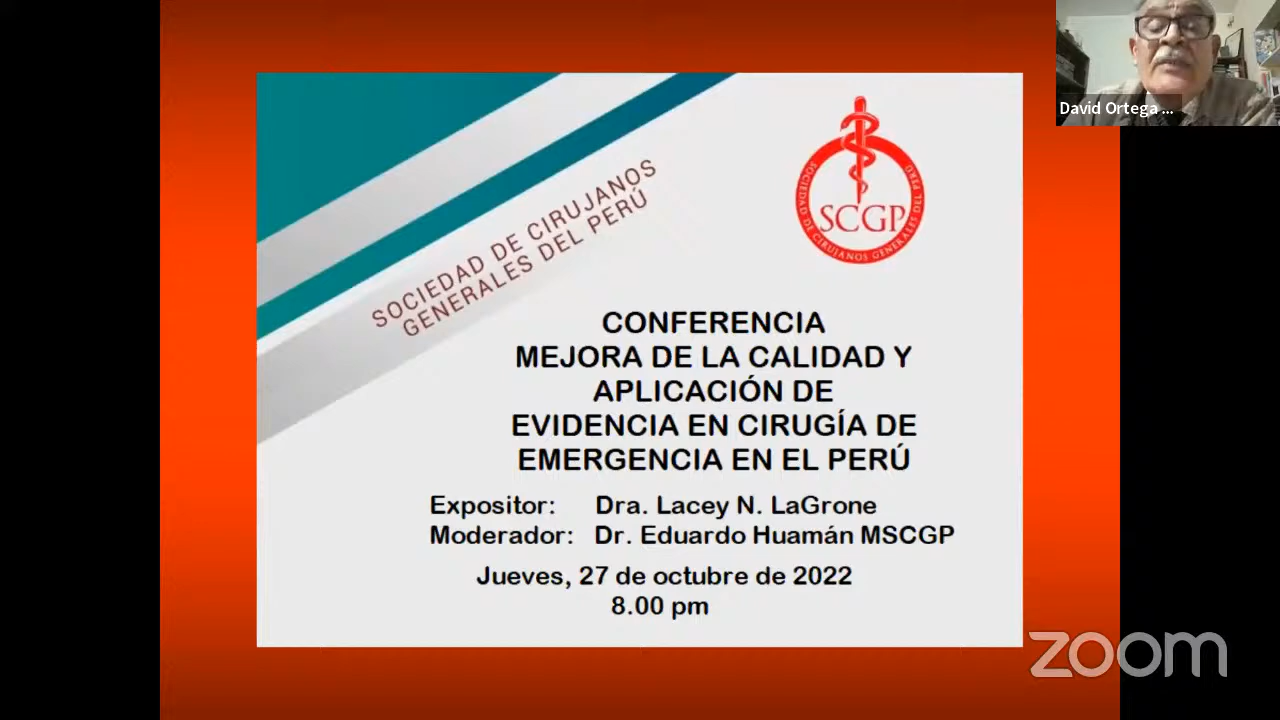 David Ortega ...
SOCIEDAD DE CIRUJANOS
GENERALES DEL PERÚ
SOCIEDAD DE CIRUJANOS GENERALES DEL PERÚ
SCGP
CONFERENCIA
MEJORA DE LA CALIDAD Y
APLICACIÓN DE
EVIDENCIA EN CIRUGÍA DE
EMERGENCIA EN EL PERÚ
Expositor: Dra. Lacey N. LaGrone
Moderador: Dr. Eduardo Huamán MSCGP
Jueves, 27 de octubre de 2022
8.00 pm
zoom